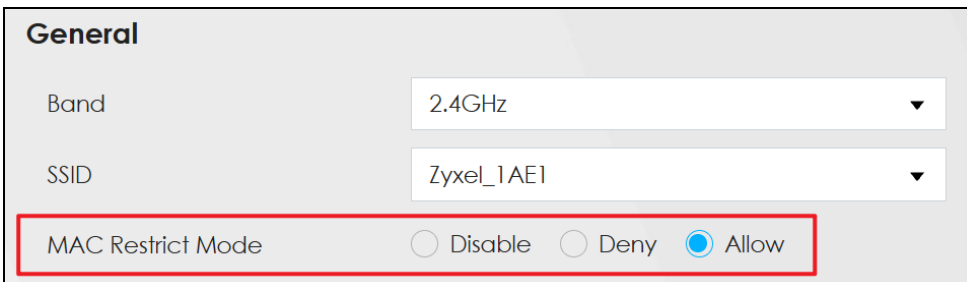 General
Band 2.4GHz
SSID Zyxel_1AE1
MAC Restrict Mode Disable Deny Allow